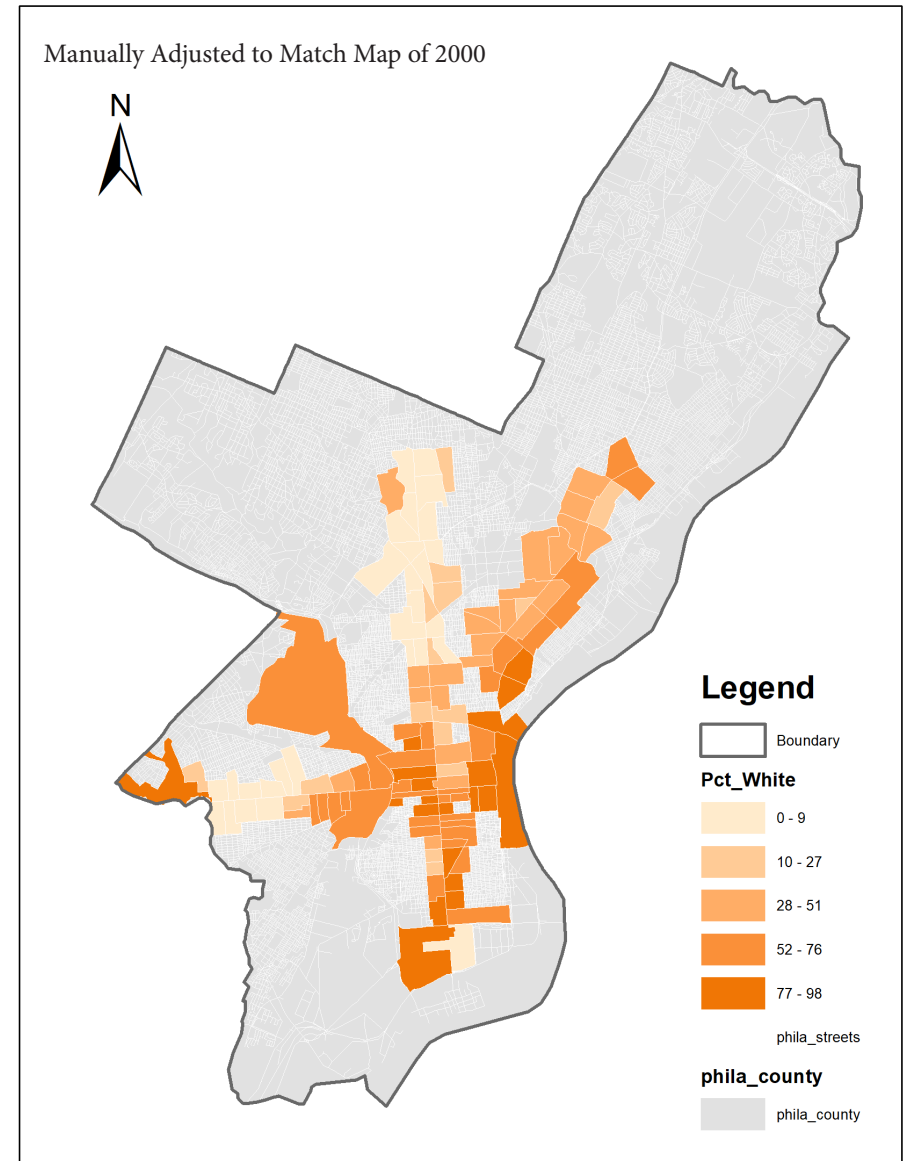 Manually Adjusted to Match Map of 2000
N
Legend
Boundary
Pct_White
0 - 9
10 - 27
28 - 51
52 - 76
77 - 98
phila_streets
phila_county
phila_county